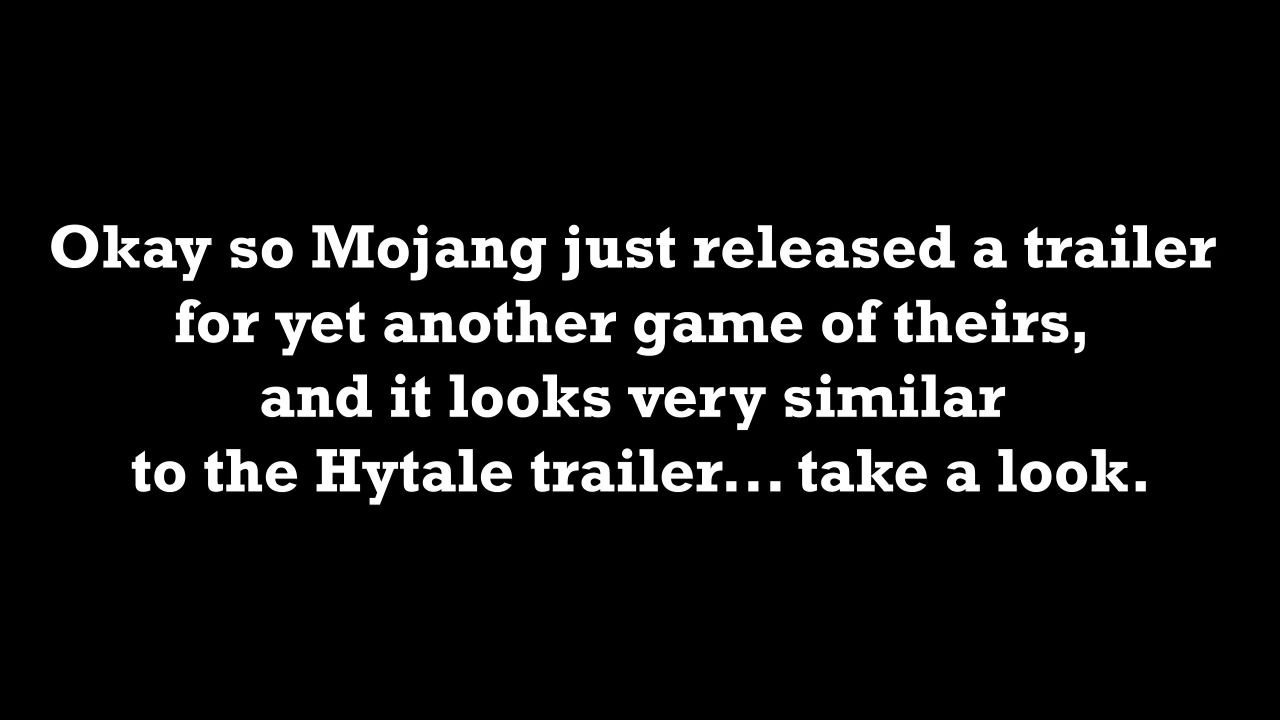 Okay so Mojang just released a trailer
for yet another game of theirs,
and it looks very similar
to the Hytale trailer... take a look.